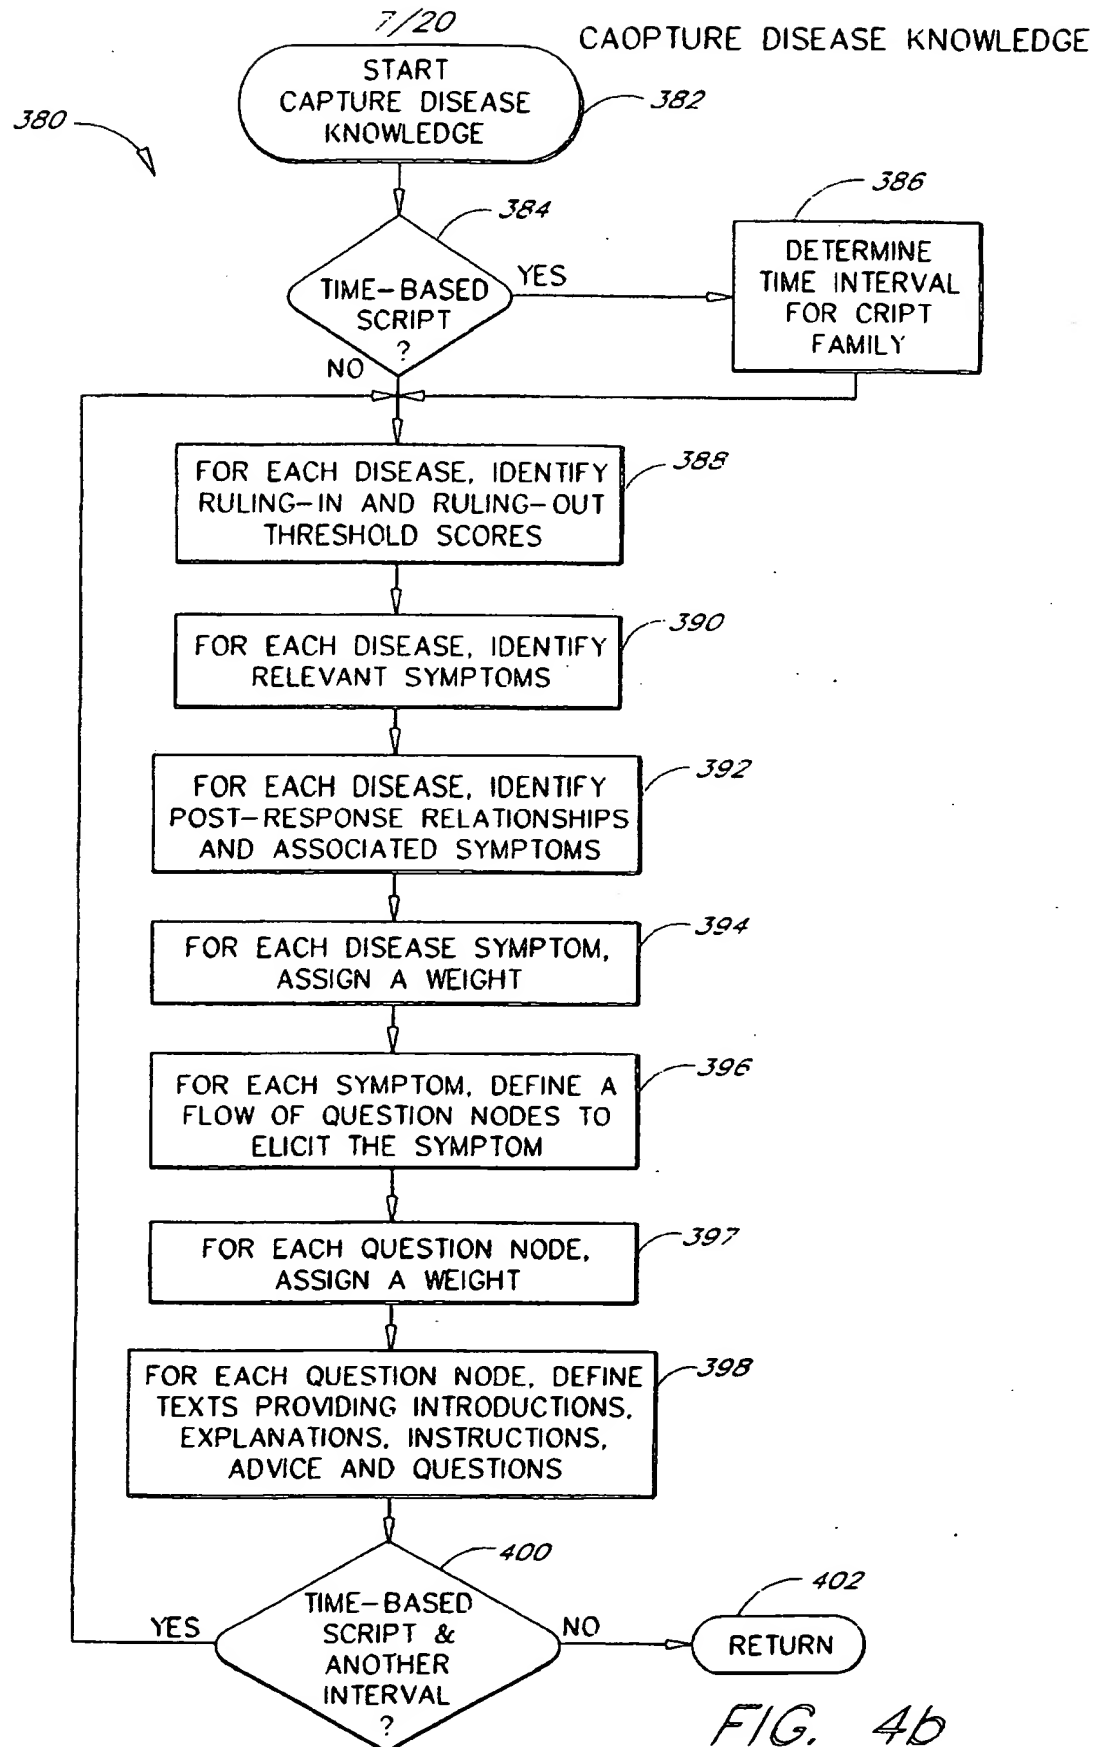 7/20
CAOPTURE DISEASE KNOWLEDGE
START
CAPTURE DISEASE
KNOWLEDGE
382
380
384
386
TIME-BASED
SCRIPT
?
YES
NO
DETERMINE
TIME INTERVAL
FOR CRIPT
FAMILY
FOR EACH DISEASE, IDENTIFY
RULING-IN AND RULING-OUT
THRESHOLD SCORES
388
FOR EACH DISEASE, IDENTIFY
RELEVANT SYMPTOMS
390
FOR EACH DISEASE, IDENTIFY
POST-RESPONSE RELATIONSHIPS
AND ASSOCIATED SYMPTOMS
392
FOR EACH DISEASE SYMPTOM,
ASSIGN A WEIGHT
394
FOR EACH SYMPTOM, DEFINE A
FLOW OF QUESTION NODES TO
ELICIT THE SYMPTOM
396
FOR EACH QUESTION NODE,
ASSIGN A WEIGHT
397
FOR EACH QUESTION NODE, DEFINE
TEXTS PROVIDING INTRODUCTIONS,
EXPLANATIONS, INSTRUCTIONS,
ADVICE AND QUESTIONS
398
400
TIME-BASED
SCRIPT &
ANOTHER
INTERVAL
?
YES
NO
402
RETURN
FIG. 4b